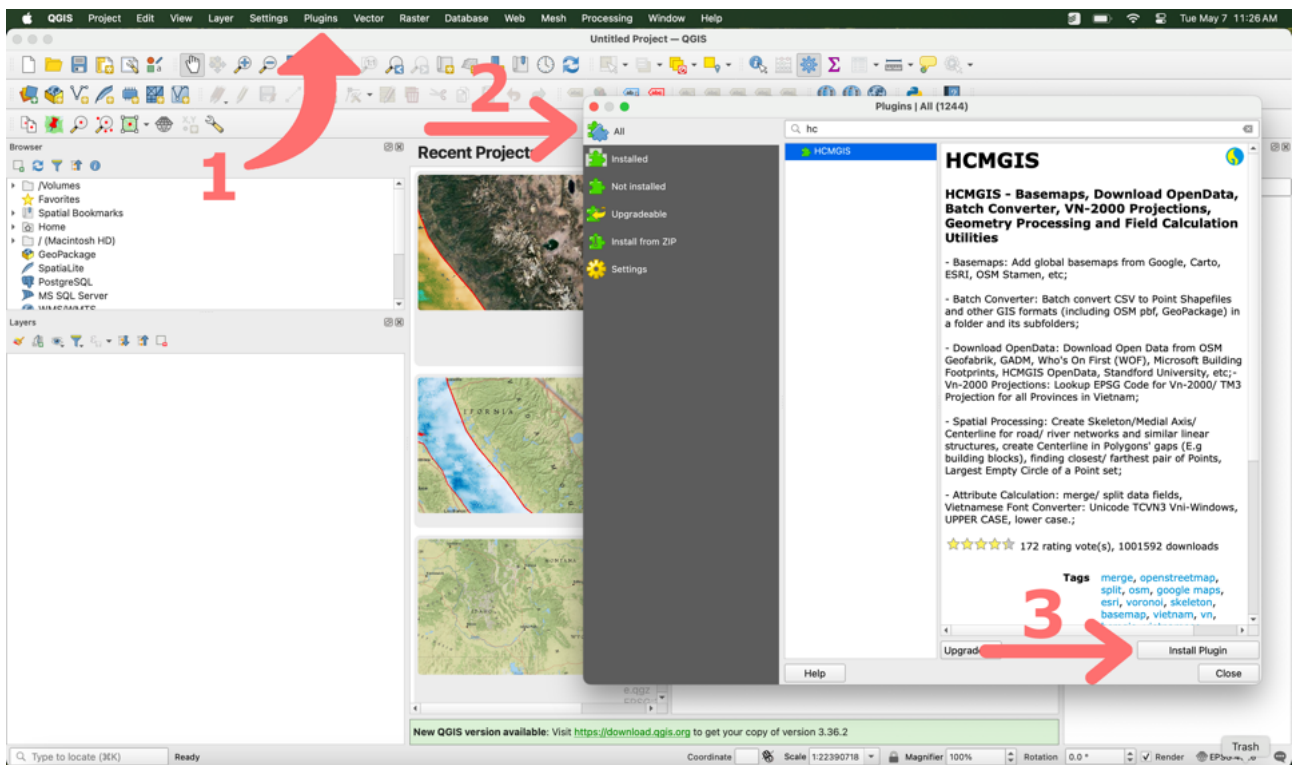 QGIS Project Edit View Layer Settings Plugins Vector Raster Database Web Mesh Processing Window Help
Tue May 7 11:26 AM
Untitled Project — QGIS
1
2
3
Browser
/Volumes
Favorites
Spatial Bookmarks
Home
/ (Macintosh HD)
GeoPackage
SpatiaLite
PostgreSQL
MS SQL Server
WMS/WMTS
Layers
Recent Projects
IFORNIA
MONTANA
IDAHO
New QGIS version available: Visit https://download.qgis.org to get your copy of version 3.36.2
Plugins | All (1244)
All
Installed
Not installed
Upgradeable
Install from ZIP
Settings
hc
HCMGIS
HCMGIS
HCMGIS - Basemaps, Download OpenData,
Batch Converter, VN-2000 Projections,
Geometry Processing and Field Calculation
Utilities
- Basemaps: Add global basemaps from Google, Carto,
ESRI, OSM Stamen, etc;
- Batch Converter: Batch convert CSV to Point Shapefiles
and other GIS formats (including OSM pbf, GeoPackage) in
a folder and its subfolders;
- Download OpenData: Download Open Data from OSM
Geofabrik, GADM, Who's On First (WOF), Microsoft Building
Footprints, HCMGIS OpenData, Standford University, etc;-
Vn-2000 Projections: Lookup EPSG Code for Vn-2000/ TM3
Projection for all Provinces in Vietnam;
- Spatial Processing: Create Skeleton/Medial Axis/
Centerline for road/ river networks and similar linear
structures, create Centerline in Polygons' gaps (E.g
building blocks), finding closest/ farthest pair of Points,
Largest Empty Circle of a Point set;
- Attribute Calculation: merge/ split data fields,
Vietnamese Font Converter: Unicode TCVN3 Vni-Windows,
UPPER CASE, lower case.;
172 rating vote(s), 1001592 downloads
Tags merge, openstreetmap,
split, osm, google maps,
esri, voronoi, skeleton,
basemap, vietnam, vn,
Install Plugin
Help
Close
Type to locate (⌘K) Ready Coordinate Scale 1:22390718 Magnifier 100% Rotation 0.0 ° Render
Trash